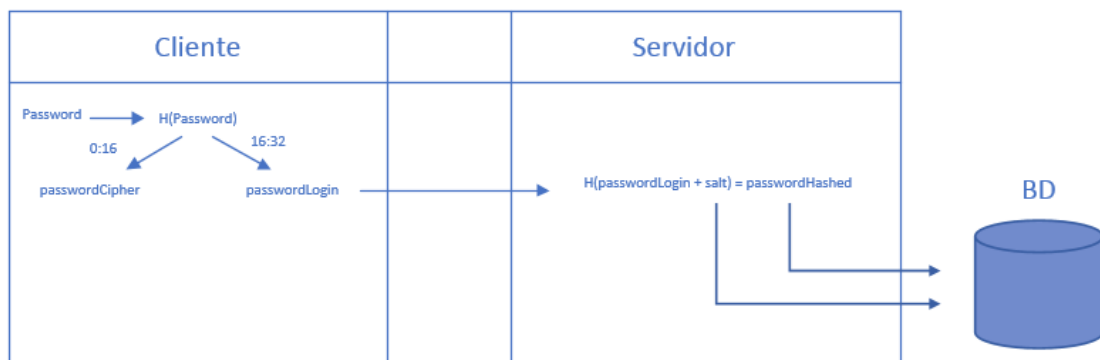 Cliente
Servidor
Password
H(Password)
0:16
16:32
passwordCipher
passwordLogin
H(passwordLogin + salt) = passwordHashed
BD